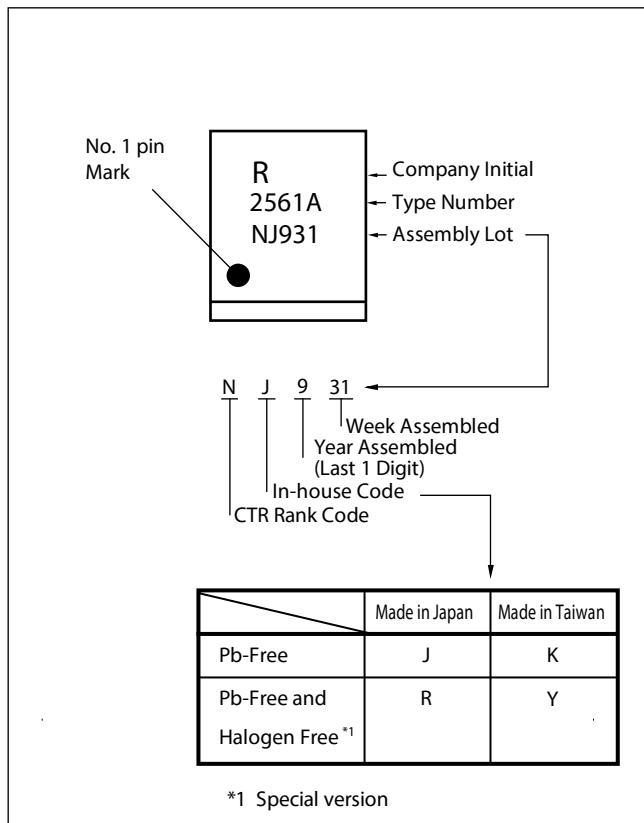 No. 1 pin
Mark
R
2561A
NJ931
Company Initial
Type Number
Assembly Lot
N J 9 31
Week Assembled
Year Assembled
(Last 1 Digit)
In-house Code
CTR Rank Code
Made in Japan Made in Taiwan
Pb-Free J K
Pb-Free and R Y
Halogen Free *1
*1 Special version